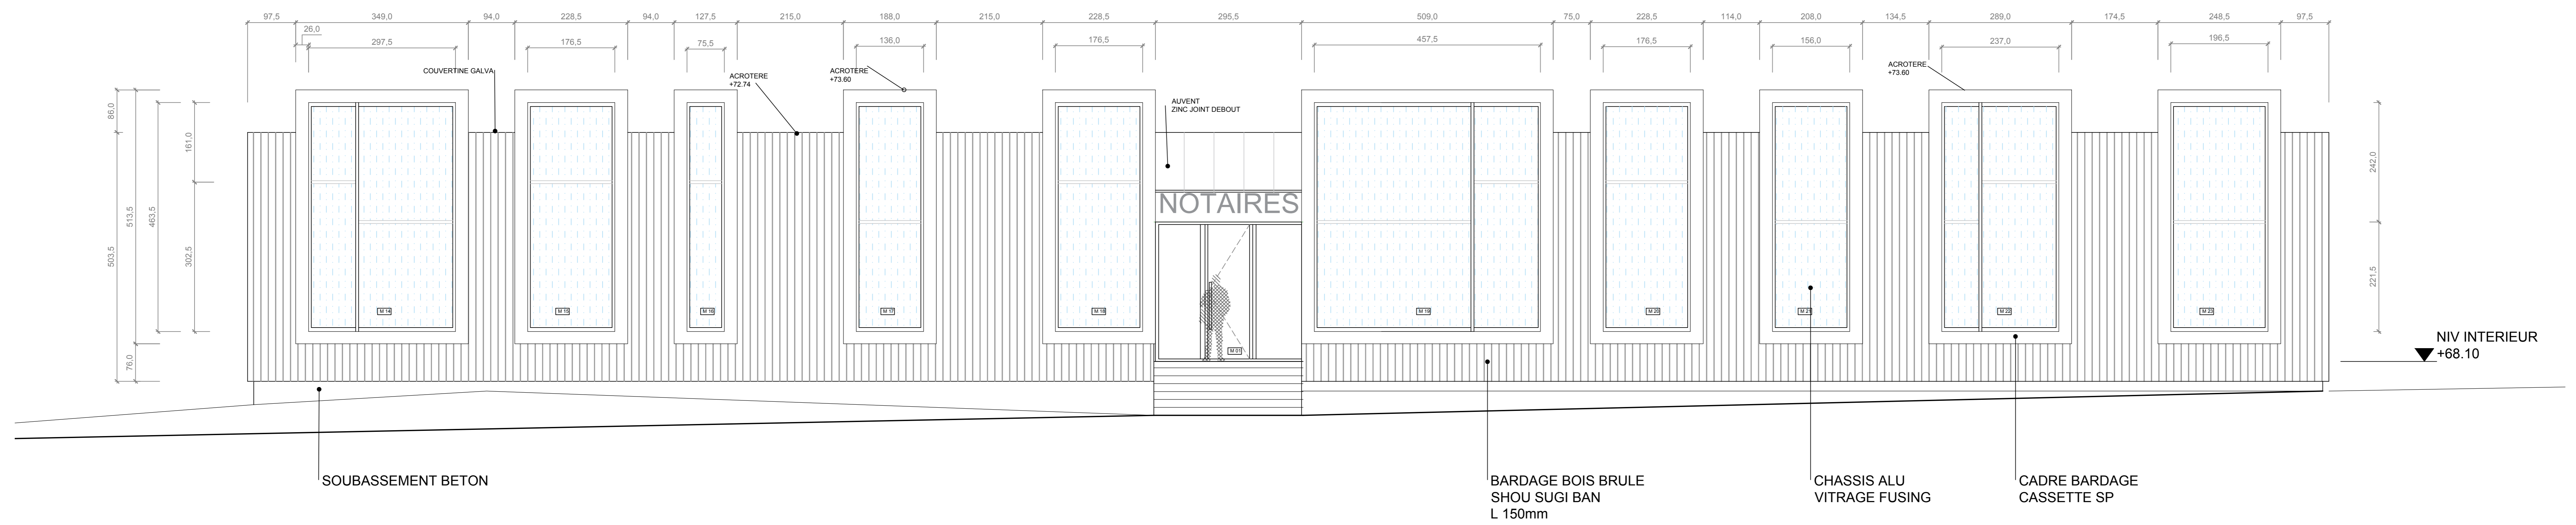 97,5 349,0 94,0 228,5 94,0 127,5 215,0 188,0 215,0 228,5 295,5 509,0 75,0 228,5 114,0 208,0 134,5 289,0 174,5 248,5 97,5
26,0
297,5 176,5 75,5 136,0 176,5 457,5 176,5 156,0 237,0 196,5
COUVERTINE GALVA
ACROTERE
+72.74
ACROTERE
+73.60
AUVENT
ZINC JOINT DEBOUT
ACROTERE
+73.60
86,0
503,5
513,5
76,0
463,5
161,0
302,5
242,0
221,5
NOTAIRES
M 14
M 15
M 16
M 17
M 18
M 01
M 19
M 20
M 21
M 22
M 23
NIV INTERIEUR
+68.10
SOUBASSEMENT BETON
BARDAGE BOIS BRULE
SHOU SUGI BAN
L 150mm
CHASSIS ALU
VITRAGE FUSING
CADRE BARDAGE
CASSETTE SP